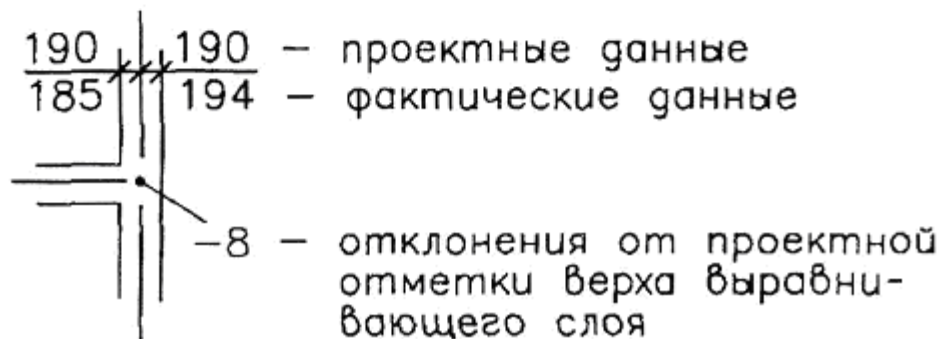 190 190 – проектные данные
185 194 – фактические данные
-8 – отклонения от проектной
отметки верха выравни-
вающего слоя